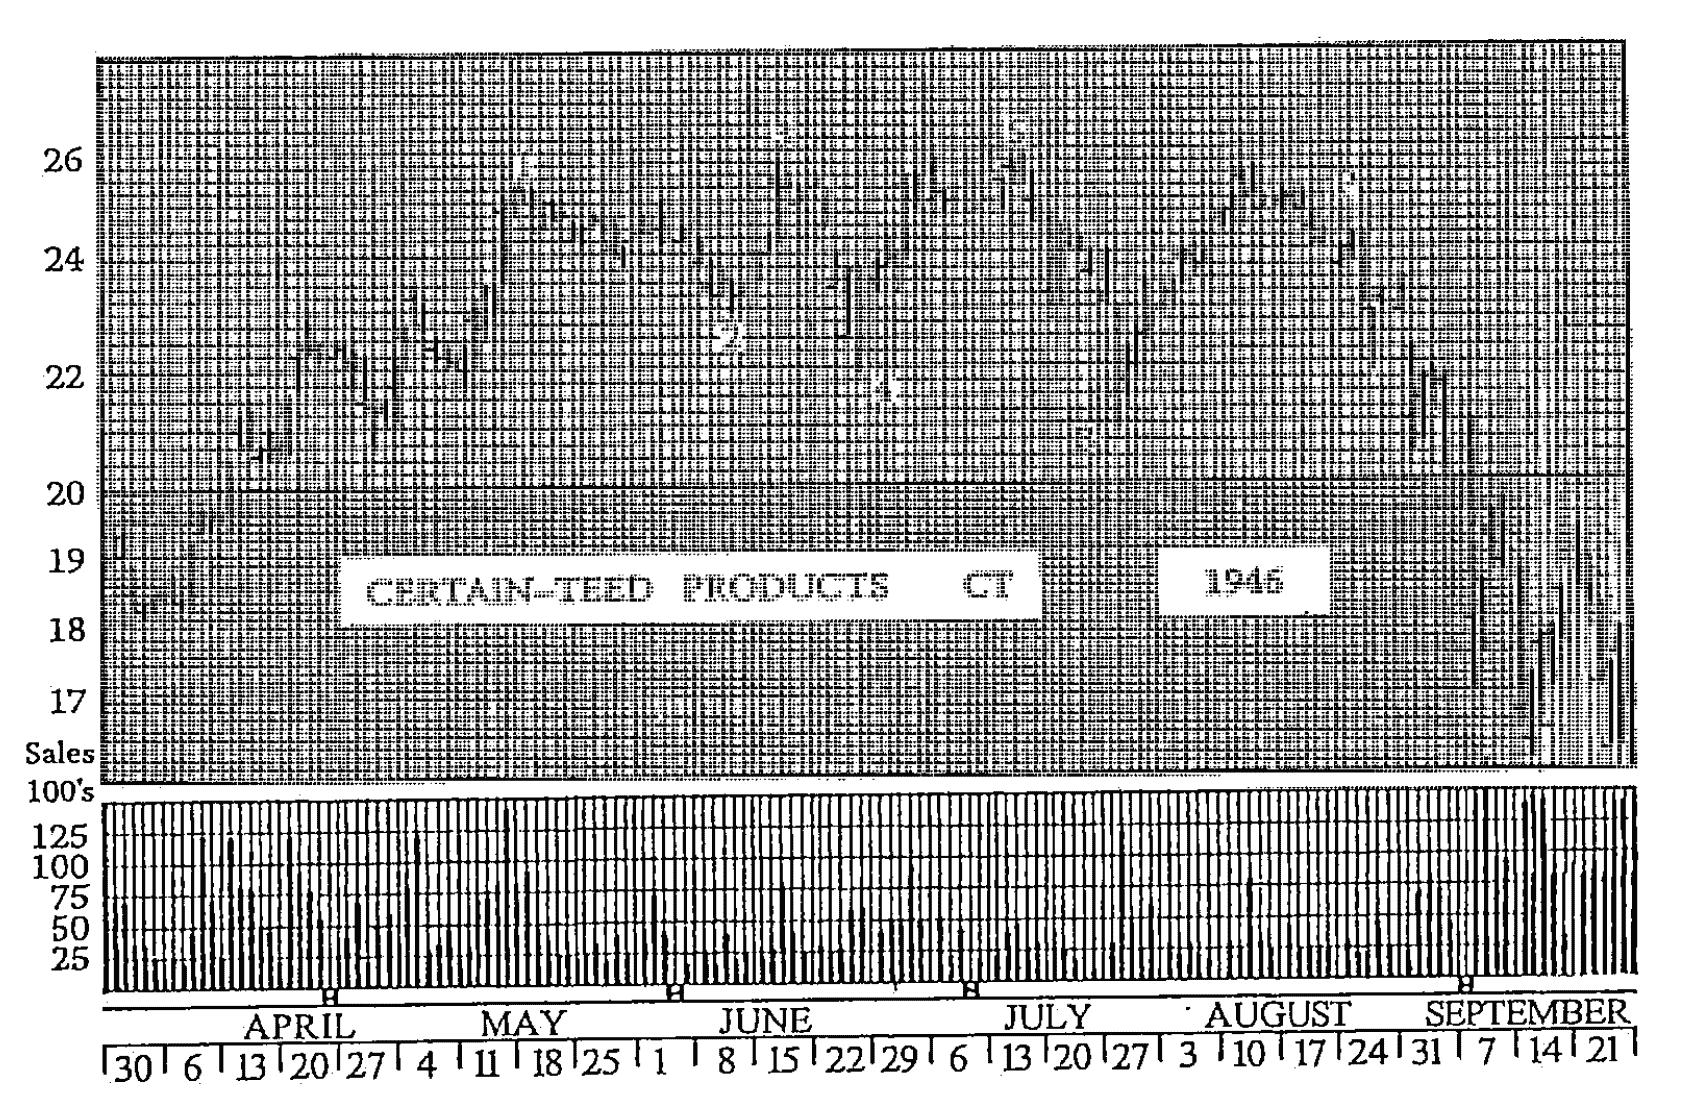 26
24
22
20
19
CERTAIN-TEED PRODUCTS CT 1946
18
17
Sales
100's
125
100
75
50
25
H H H H
APRIL MAY JUNE JULY AUGUST SEPTEMBER
30 6 13 20 27 4 11 18 25 1 8 15 22 29 6 13 20 27 3 10 17 24 31 7 14 21